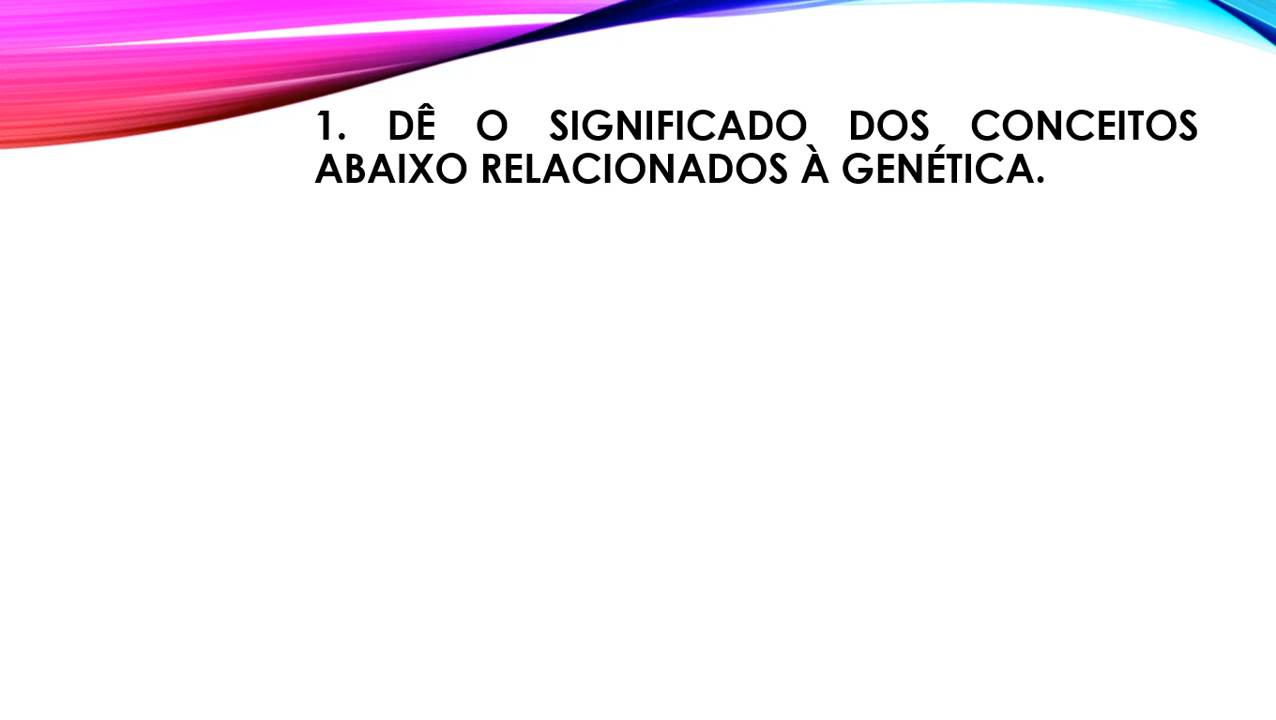 1. DÊ O SIGNIFICADO DOS CONCEITOS
ABAIXO RELACIONADOS À GENÉTICA.